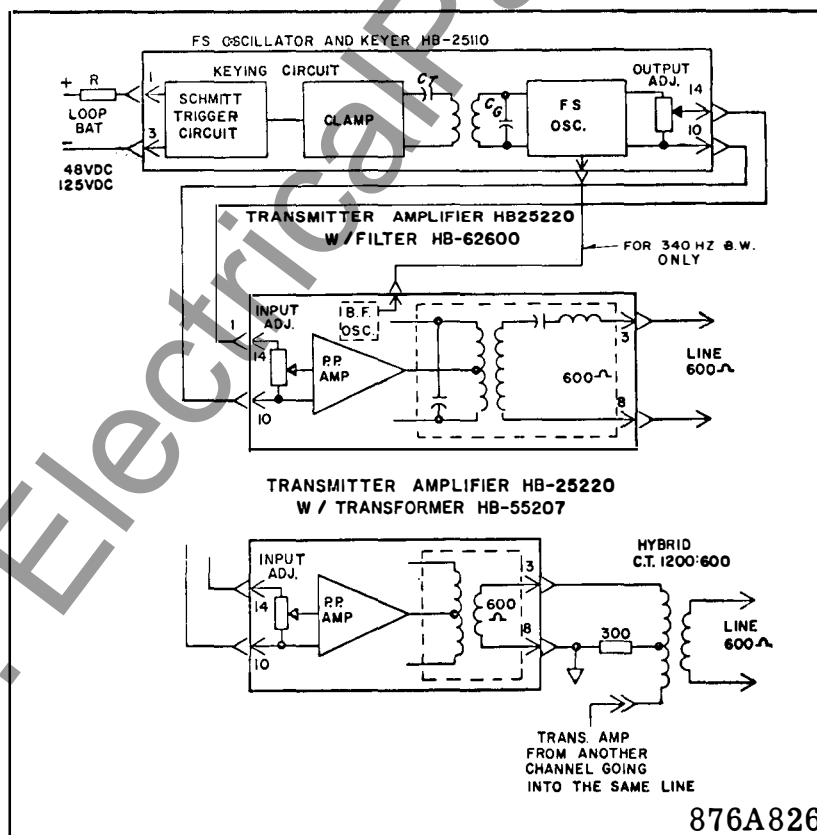 FS OSCILLATOR AND KEYER HB-25110
KEYING CIRCUIT
OUTPUT ADJ.
+ R
1
SCHMITT
TRIGGER
CIRCUIT
CLAMP
CT
CG
FS
OSC.
14
10
LOOP
BAT
-
3
48VDC
125VDC
TRANSMITTER AMPLIFIER HB25220
W/FILTER HB-62600
FOR 340 HZ B.W.
ONLY
1
INPUT
ADJ.
14
10
B.F.
OSC.
P.P.
AMP
600Ω
3
8
LINE
600Ω
TRANSMITTER AMPLIFIER HB-25220
W/ TRANSFORMER HB-55207
INPUT
ADJ.
14
10
P.P.
AMP
600
Ω
3
8
300
HYBRID
C.T. 1200:600
LINE
600Ω
TRANS. AMP
FROM ANOTHER
CHANNEL GOING
INTO THE SAME LINE
876A826